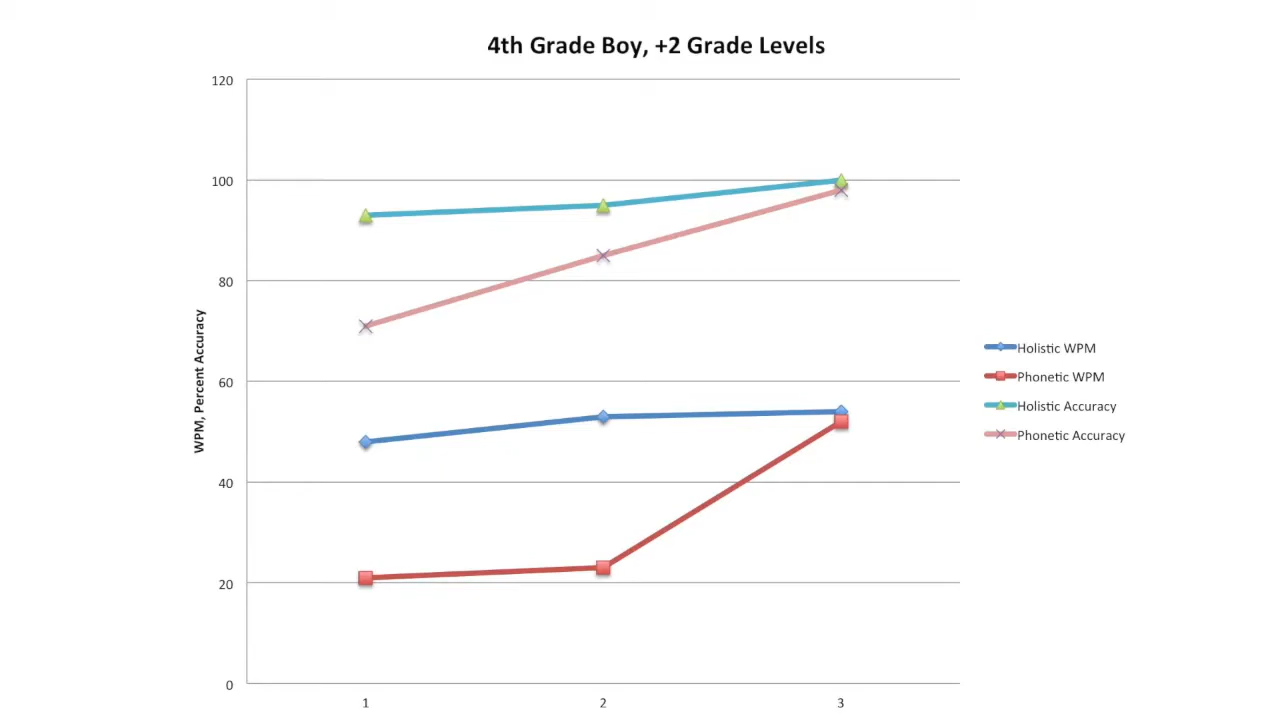 4th Grade Boy, +2 Grade Levels
120
100
80
60
40
20
0
WPM, Percent Accuracy
1 2 3
Holistic WPM
Phonetic WPM
Holistic Accuracy
Phonetic Accuracy